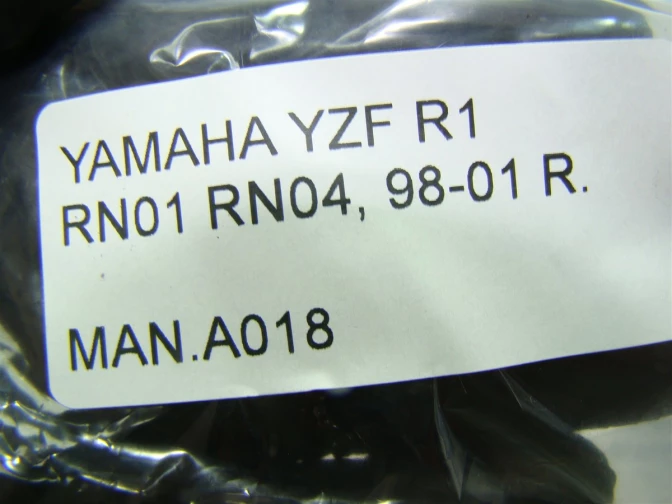 YAMAHA YZF R1
RN01 RN04, 98-01 R.
MAN.A018